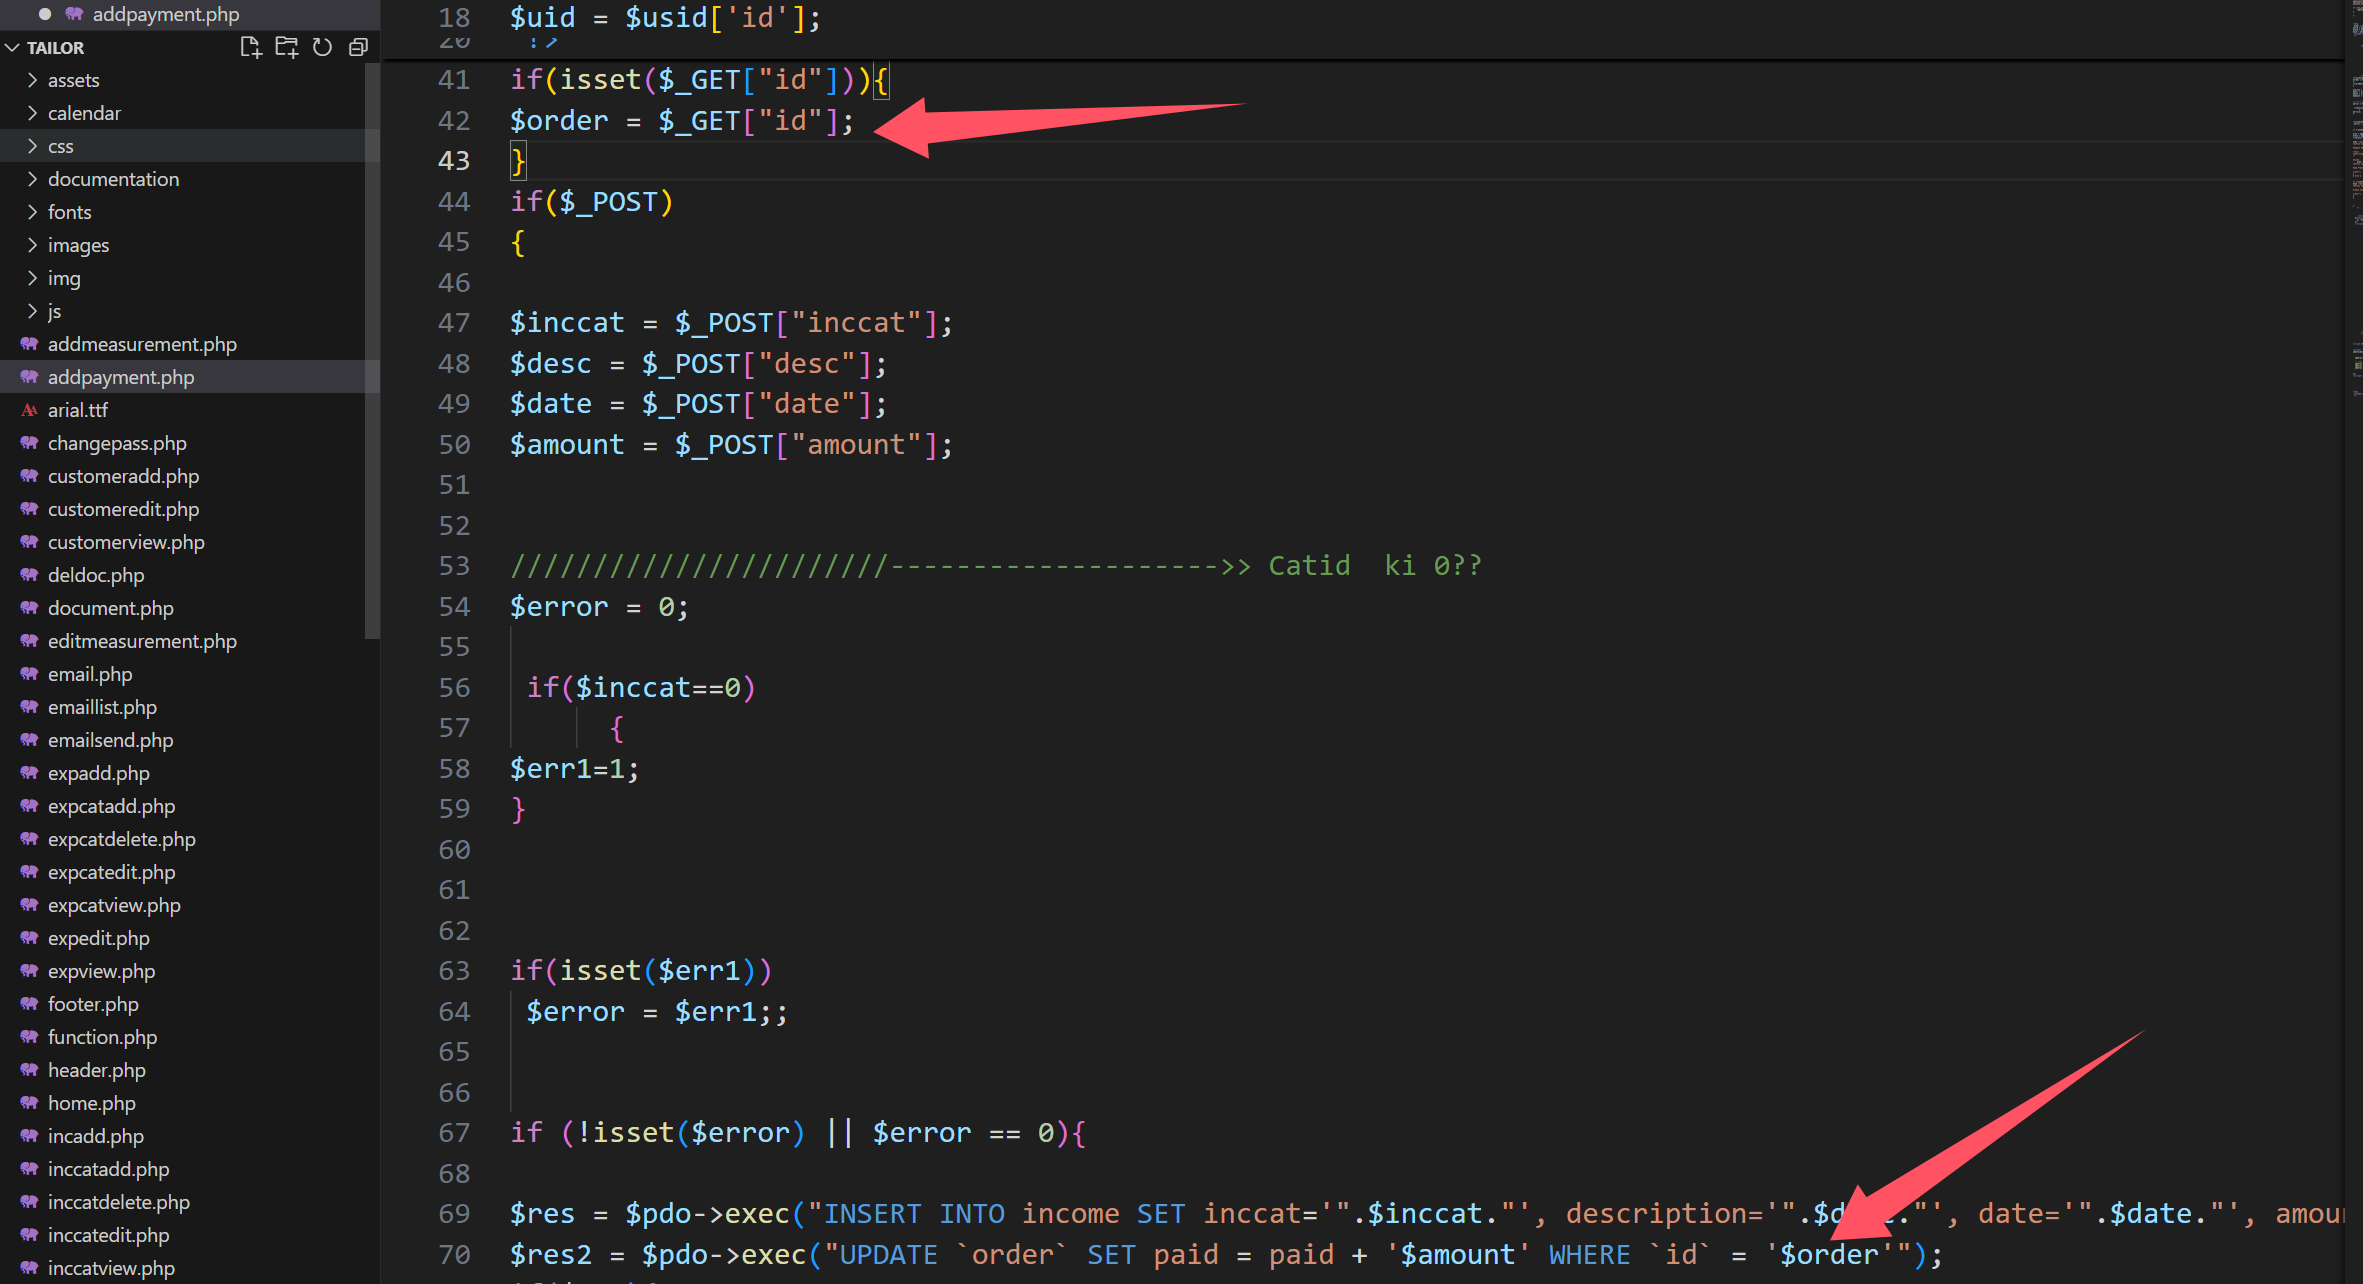 addpayment.php
TAILOR
assets
calendar
css
documentation
fonts
images
img
js
addmeasurement.php
addpayment.php
arial.ttf
changepass.php
customeradd.php
customeredit.php
customerview.php
deldoc.php
document.php
editmeasurement.php
email.php
emaillist.php
emailsend.php
expadd.php
expcatadd.php
expcatdelete.php
expcatedit.php
expcatview.php
expedit.php
expview.php
footer.php
function.php
header.php
home.php
incadd.php
inccatadd.php
inccatdelete.php
inccatedit.php
inccatview.php
18 $uid = $usid['id'];
20 ?>
41 if(isset($_GET["id"])){
42 $order = $_GET["id"];
43 }
44 if($_POST)
45 {
46
47 $inccat = $_POST["inccat"];
48 $desc = $_POST["desc"];
49 $date = $_POST["date"];
50 $amount = $_POST["amount"];
51
52
53 ///////////////////////-------------------->> Catid  ki 0??
54 $error = 0;
55
56 if($inccat==0)
57 {
58 $err1=1;
59 }
60
61
62
63 if(isset($err1))
64 $error = $err1;;
65
66
67 if (!isset($error) || $error == 0){
68
69 $res = $pdo->exec("INSERT INTO income SET inccat='".$inccat."', description='".$d ."', date='".$date."', amou
70 $res2 = $pdo->exec("UPDATE `order` SET paid = paid + '$amount' WHERE `id` = '$order'");